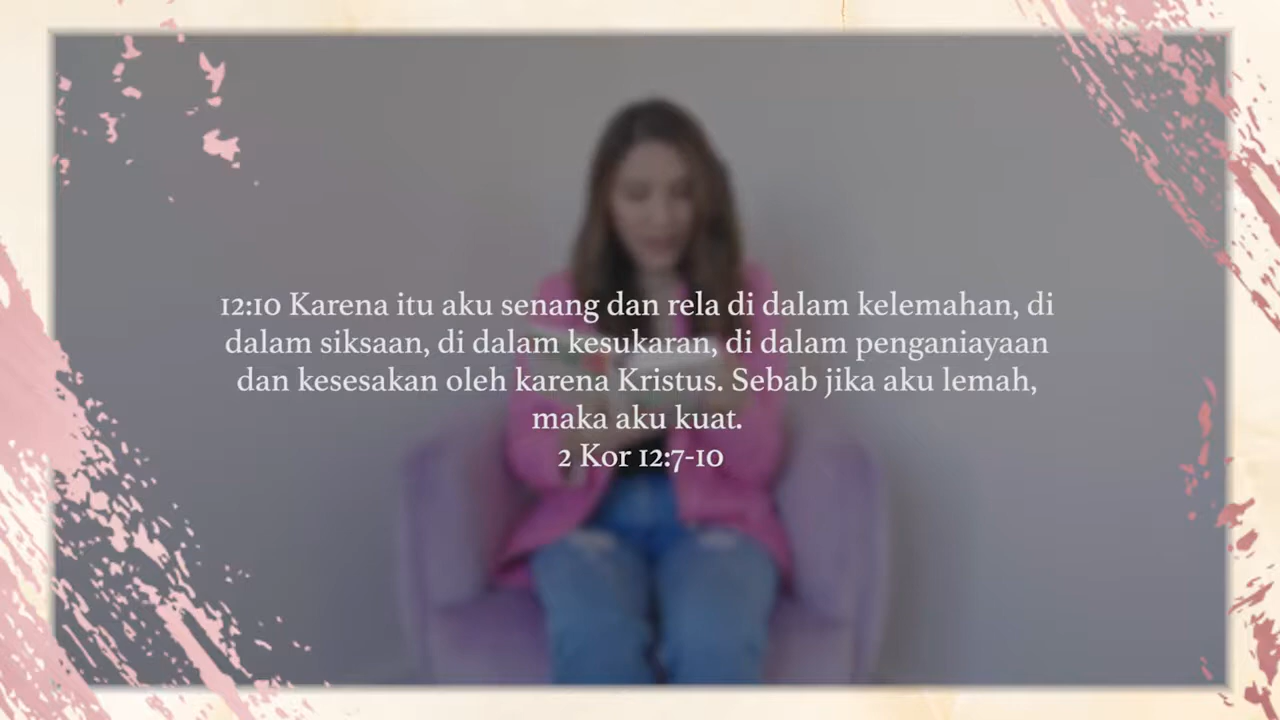 12:10 Karena itu aku senang dan rela di dalam kelemahan, di
dalam siksaan, di dalam kesukaran, di dalam penganiayaan
dan kesesakan oleh karena Kristus. Sebab jika aku lemah,
maka aku kuat.
2 Kor 12:7-10